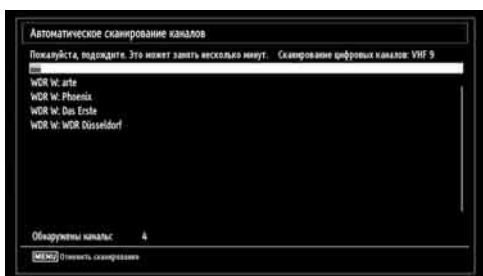 Автоматическое сканирование каналов
Пожалуйста, подождите. Это может занять несколько минут. Сканирование цифровых каналов: VHF 9
WDR W: arte
WDR W: Phoenix
WDR W: Das Erste
WDR W: WDR Düsseldorf
Обнаружены каналы: 4
MENU Отменить сканирование